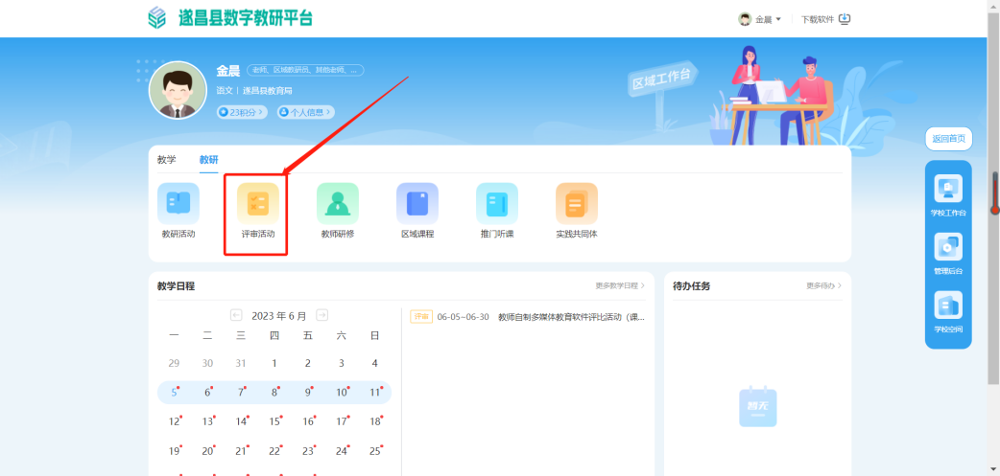 遂昌县数字教研平台
金晨
下载软件
金晨
老师、区域教研员、其他老师、...
语文 | 遂昌县教育局
23积分
个人信息
区域工作台
返回首页
教学
教研
教研活动
评审活动
教师研修
区域课程
推门听课
实践共同体
学校工作台
管理后台
学校空间
教学日程
更多教学日程
2023 年 6 月
一 二 三 四 五 六 日
29 30 31 1 2 3 4
5 6 7 8 9 10 11
12 13 14 15 16 17 18
19 20 21 22 23 24 25
评审 06-05~06-30 教师自制多媒体教育软件评比活动（课...
待办任务
更多待办
暂无